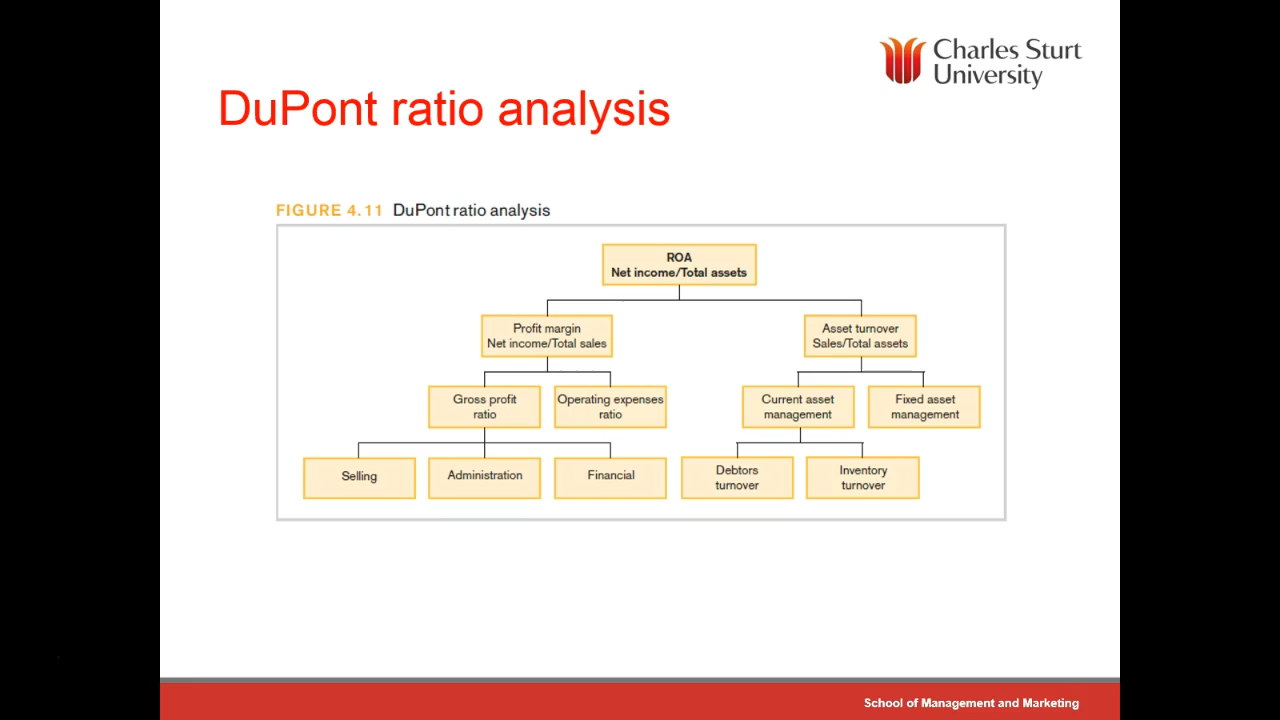 Charles Sturt
University
DuPont ratio analysis
FIGURE 4.11 DuPont ratio analysis
ROA
Net income/Total assets
Profit margin
Net income/Total sales
Asset turnover
Sales/Total assets
Gross profit
ratio
Operating expenses
ratio
Current asset
management
Fixed asset
management
Selling
Administration
Financial
Debtors
turnover
Inventory
turnover
School of Management and Marketing